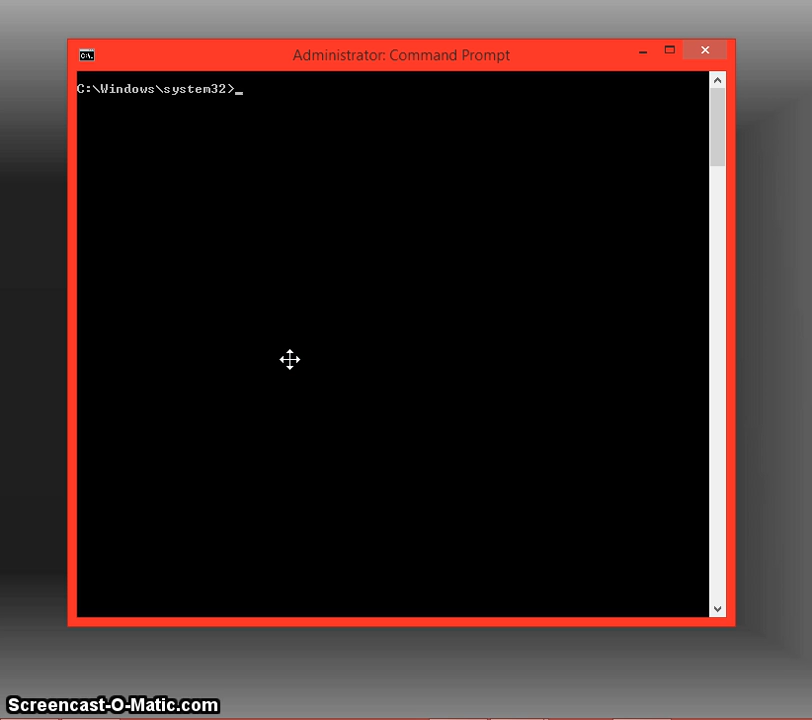 C:\.
Administrator: Command Prompt
C:\Windows\system32>_
Screencast-O-Matic.com